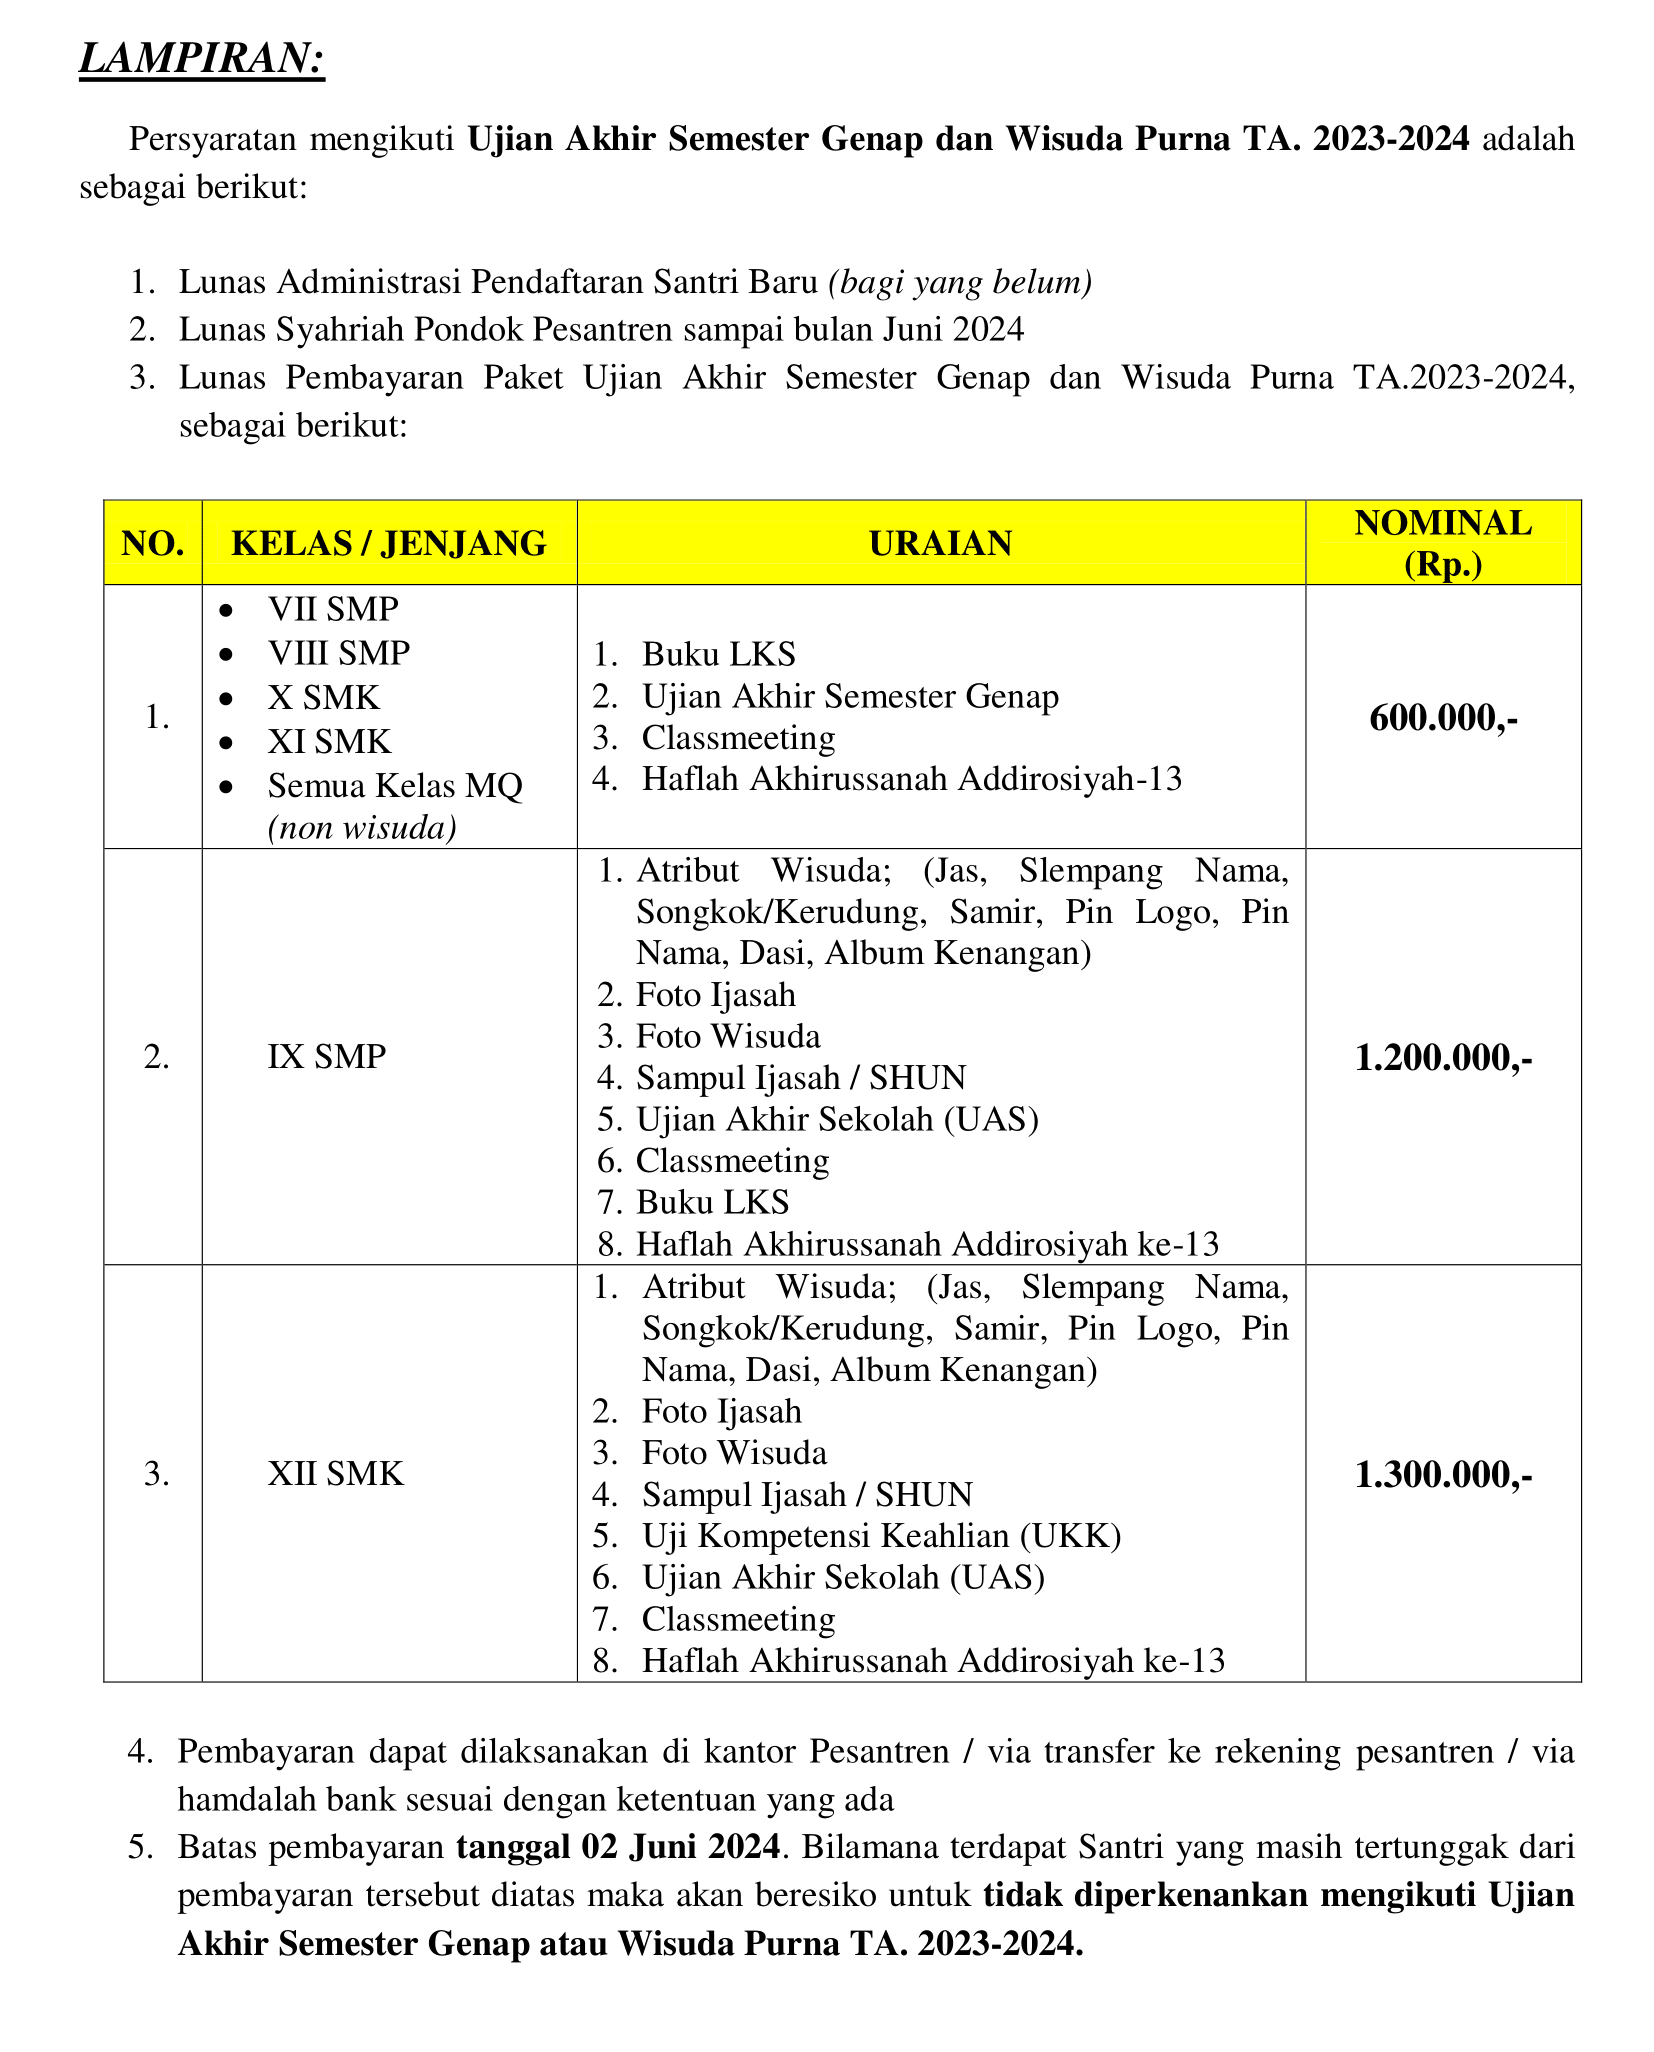 LAMPIRAN:
Persyaratan mengikuti Ujian Akhir Semester Genap dan Wisuda Purna TA. 2023-2024 adalah
sebagai berikut:
1. Lunas Administrasi Pendaftaran Santri Baru (bagi yang belum)
2. Lunas Syahriah Pondok Pesantren sampai bulan Juni 2024
3. Lunas Pembayaran Paket Ujian Akhir Semester Genap dan Wisuda Purna TA.2023-2024,
sebagai berikut:
NO.
KELAS / JENJANG
URAIAN
NOMINAL
(Rp.)
1.
• VII SMP
• VIII SMP
• X SMK
• XI SMK
• Semua Kelas MQ
(non wisuda)
1. Buku LKS
2. Ujian Akhir Semester Genap
3. Classmeeting
4. Haflah Akhirussanah Addirosiyah-13
600.000,-
2.
IX SMP
1. Atribut Wisuda; (Jas, Slempang Nama,
Songkok/Kerudung, Samir, Pin Logo, Pin
Nama, Dasi, Album Kenangan)
2. Foto Ijasah
3. Foto Wisuda
4. Sampul Ijasah / SHUN
5. Ujian Akhir Sekolah (UAS)
6. Classmeeting
7. Buku LKS
8. Haflah Akhirussanah Addirosiyah ke-13
1.200.000,-
3.
XII SMK
1. Atribut Wisuda; (Jas, Slempang Nama,
Songkok/Kerudung, Samir, Pin Logo, Pin
Nama, Dasi, Album Kenangan)
2. Foto Ijasah
3. Foto Wisuda
4. Sampul Ijasah / SHUN
5. Uji Kompetensi Keahlian (UKK)
6. Ujian Akhir Sekolah (UAS)
7. Classmeeting
8. Haflah Akhirussanah Addirosiyah ke-13
1.300.000,-
4. Pembayaran dapat dilaksanakan di kantor Pesantren / via transfer ke rekening pesantren / via
hamdalah bank sesuai dengan ketentuan yang ada
5. Batas pembayaran tanggal 02 Juni 2024. Bilamana terdapat Santri yang masih tertunggak dari
pembayaran tersebut diatas maka akan beresiko untuk tidak diperkenankan mengikuti Ujian
Akhir Semester Genap atau Wisuda Purna TA. 2023-2024.